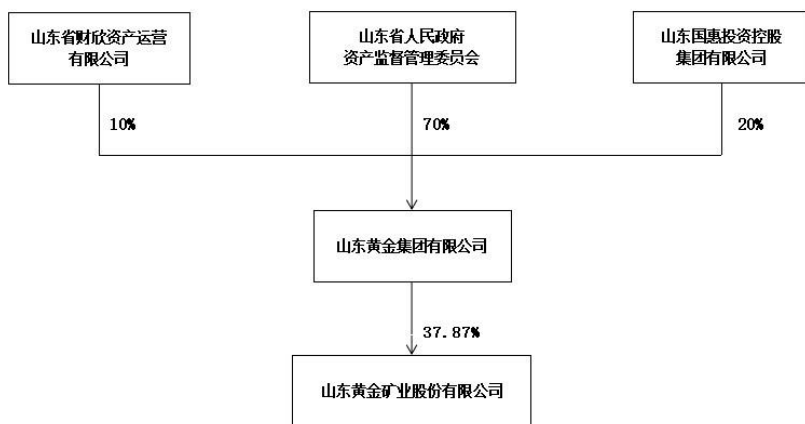 山东省财欣资产运营
有限公司
山东省人民政府
资产监督管理委员会
山东国惠投资控股
集团有限公司
10%
70%
20%
山东黄金集团有限公司
37.87%
山东黄金矿业股份有限公司